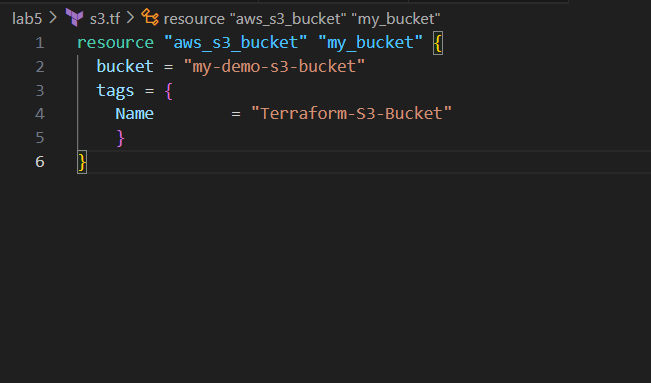 lab5 > s3.tf > resource "aws_s3_bucket" "my_bucket"
1 resource "aws_s3_bucket" "my_bucket" {
2   bucket = "my-demo-s3-bucket"
3   tags = {
4     Name        = "Terraform-S3-Bucket"
5     }
6 }